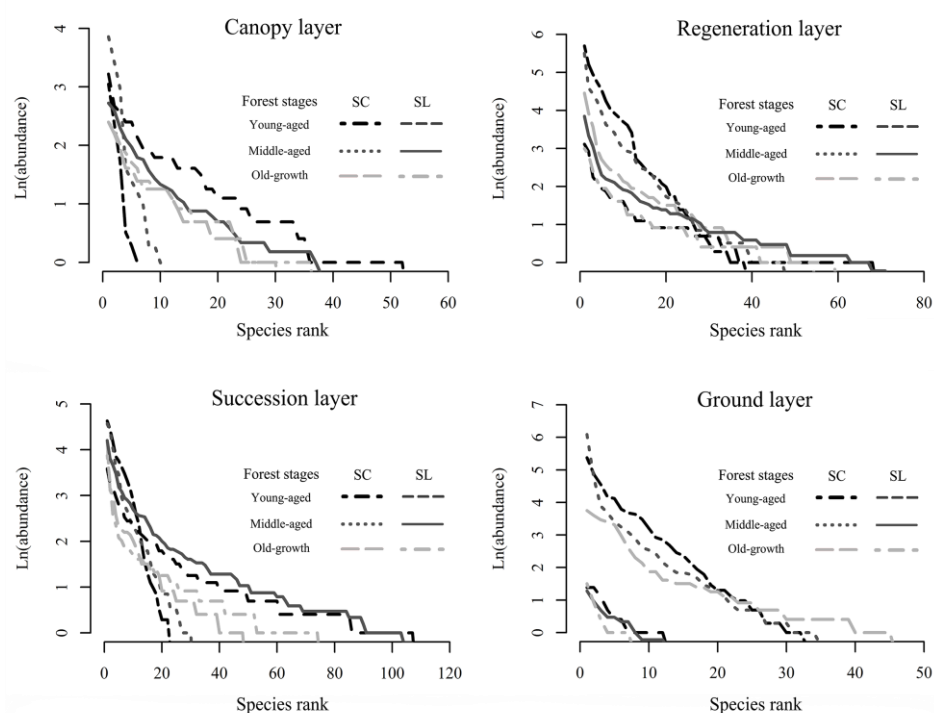 Canopy layer
Ln(abundance)
4
3
2
1
0
Forest stages SC SL
Young-aged
Middle-aged
Old-growth
0 10 20 30 40 50 60
Species rank
Regeneration layer
Ln(abundance)
6
5
4
3
2
1
0
Forest stages SC SL
Young-aged
Middle-aged
Old-growth
0 20 40 60 80
Species rank
Succession layer
Ln(abundance)
5
4
3
2
1
0
Forest stages SC SL
Young-aged
Middle-aged
Old-growth
0 20 40 60 80 100 120
Species rank
Ground layer
Ln(abundance)
7
6
5
4
3
2
1
0
Forest stages SC SL
Young-aged
Middle-aged
Old-growth
0 10 20 30 40 50
Species rank